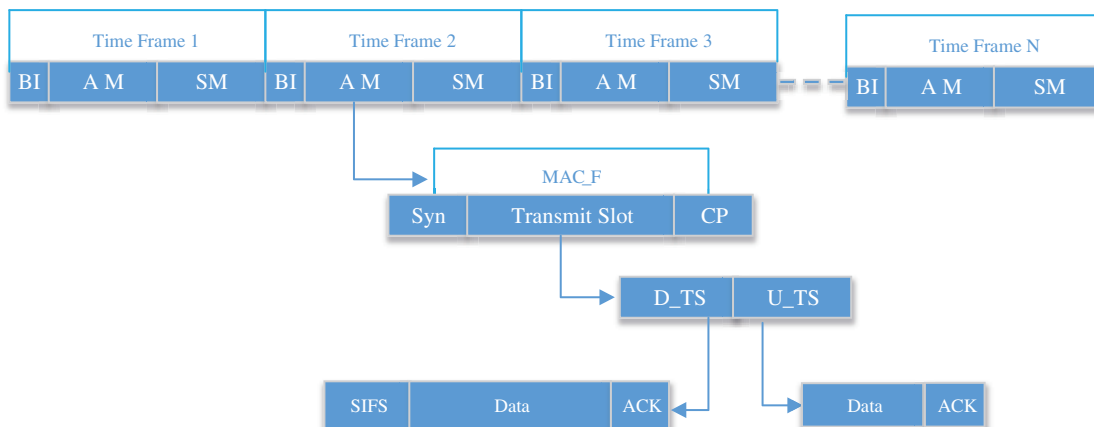 Time Frame 1 Time Frame 2 Time Frame 3 Time Frame N
BI A M SM BI A M SM BI A M SM BI A M SM
MAC_F
Syn Transmit Slot CP
D_TS U_TS
SIFS Data ACK Data ACK